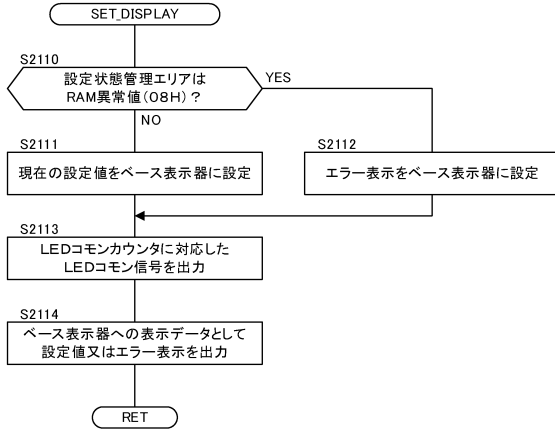 SET_DISPLAY
S2110
設定状態管理エリアは
RAM異常値(08H)?
YES
NO
S2111
現在の設定値をベース表示器に設定
S2112
エラー表示をベース表示器に設定
S2113
LEDコモンカウンタに対応した
LEDコモン信号を出力
S2114
ベース表示器への表示データとして
設定値又はエラー表示を出力
RET